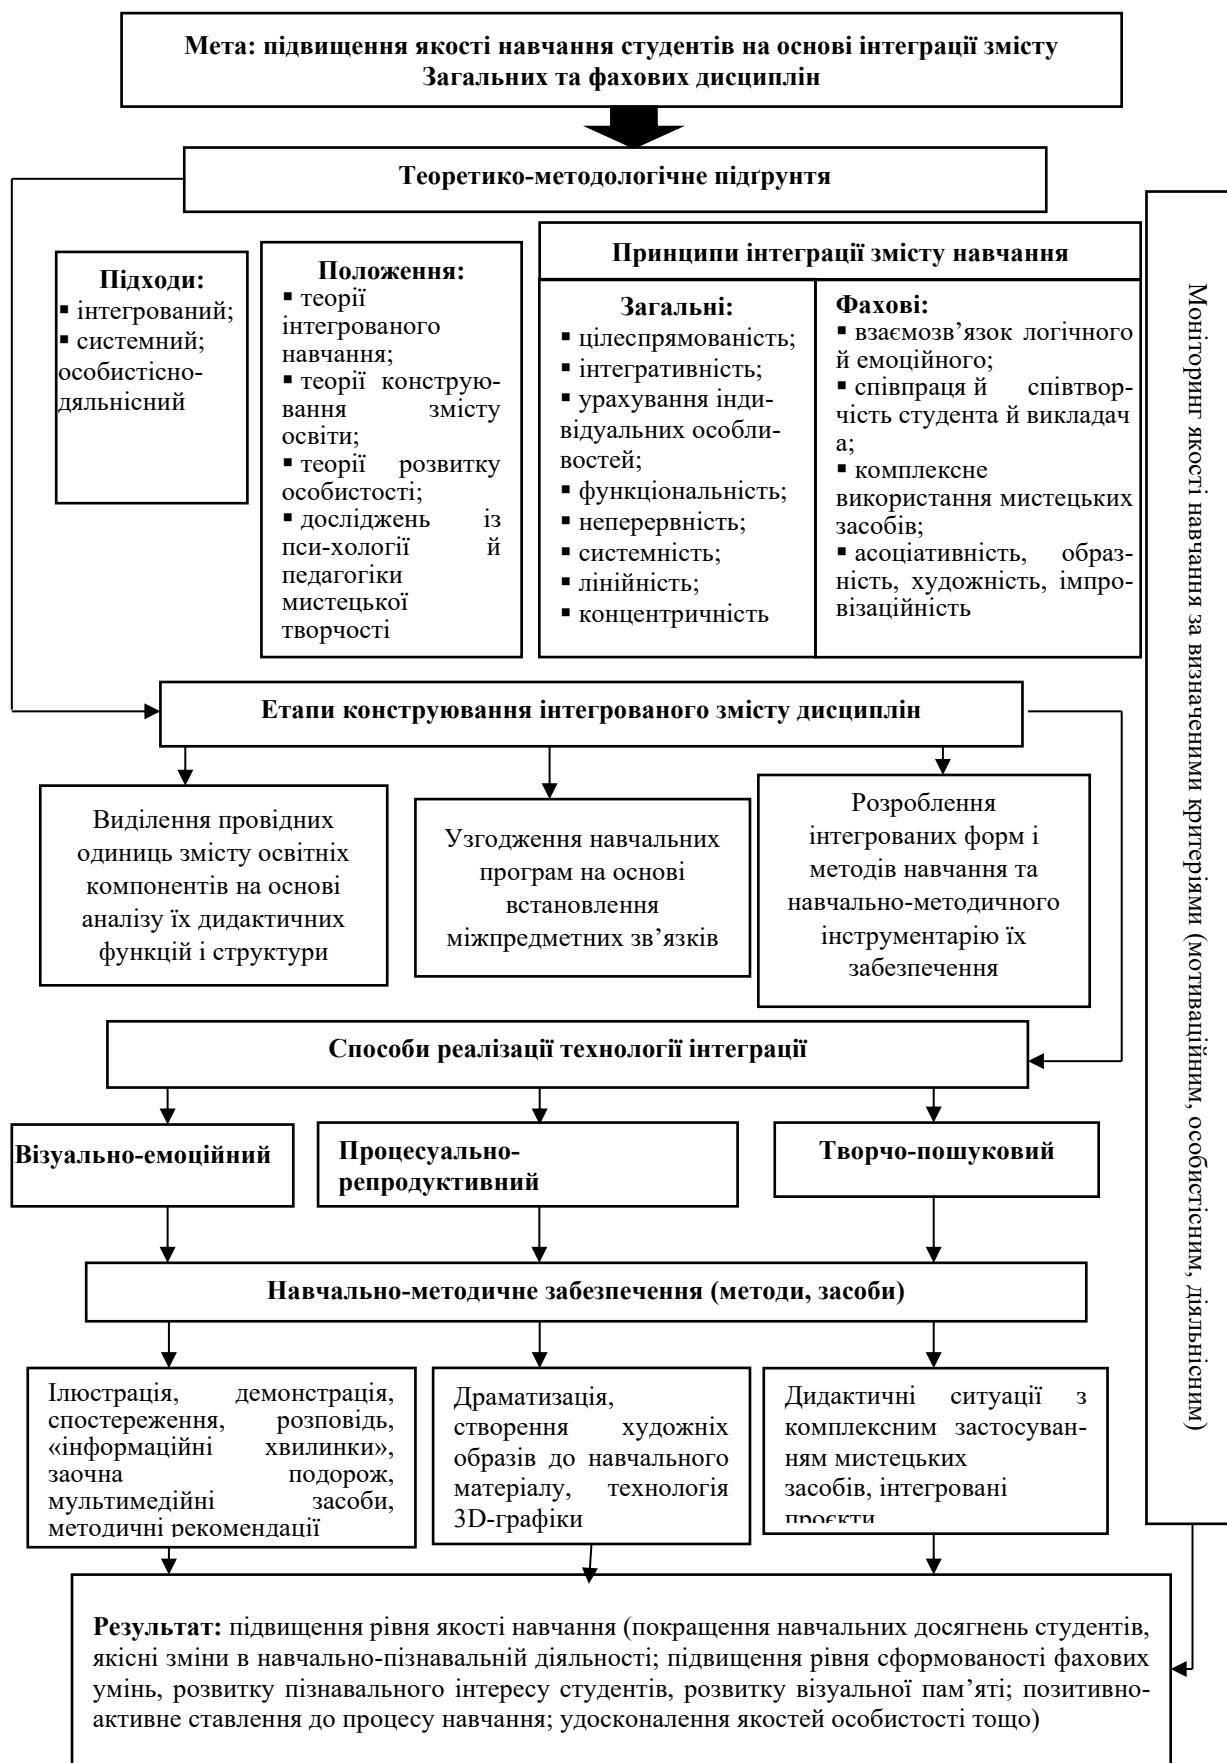 Мета: підвищення якості навчання студентів на основі інтеграції змісту
Загальних та фахових дисциплін
Теоретико-методологічне підґрунтя
Підходи:
▪ інтегрований;
▪ системний;
особистісно-
дяльнісний
Положення:
▪ теорії
інтегрованого
навчання;
▪ теорії конструю-
вання змісту
освіти;
▪ теорії розвитку
особистості;
▪ досліджень із
пси-хології й
педагогіки
мистецької
творчості
Принципи інтеграції змісту навчання
Загальні:
▪ цілеспрямованість;
▪ інтегративність;
▪ урахування інди-
відуальних особли-
востей;
▪ функціональність;
▪ неперервність;
▪ системність;
▪ лінійність;
▪ концентричність
Фахові:
▪ взаємозв’язок логічного
й емоційного;
▪ співпраця й співтвор-
чість студента й викладач
а;
▪ комплексне
використання мистецьких
засобів;
▪ асоціативність, образ-
ність, художність, імпро-
візаційність
Моніторинг якості навчання за визначеними критеріями (мотиваційним, особистісним, діяльнісним)
Етапи конструювання інтегрованого змісту дисциплін
Виділення провідних
одиниць змісту освітніх
компонентів на основі
аналізу їх дидактичних
функцій і структури
Узгодження навчальних
програм на основі
встановлення
міжпредметних зв’язків
Розроблення
інтегрованих форм і
методів навчання та
навчально-методичного
інструментарію їх
забезпечення
Способи реалізації технології інтеграції
Візуально-емоційний
Процесуально-
репродуктивний
Творчо-пошуковий
Навчально-методичне забезпечення (методи, засоби)
Ілюстрація, демонстрація,
спостереження, розповідь,
«інформаційні хвилинки»,
заочна подорож,
мультимедійні засоби,
методичні рекомендації
Драматизація,
створення художніх
образів до навчального
матеріалу, технологія
3D-графіки
Дидактичні ситуації з
комплексним застосуван-
ням мистецьких
засобів, інтегровані
проєкти
Результат: підвищення рівня якості навчання (покращення навчальних досягнень студентів,
якісні зміни в навчально-пізнавальній діяльності; підвищення рівня сформованості фахових
умінь, розвитку пізнавального інтересу студентів, розвитку візуальної пам’яті; позитивно-
активне ставлення до процесу навчання; удосконалення якостей особистості тощо)